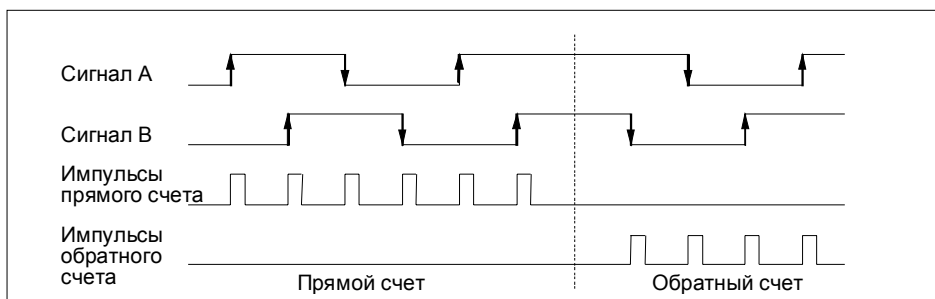 Сигнал A
Сигнал B
Импульсы
прямого счета
Импульсы
обратного
счета
Прямой счет
Обратный счет